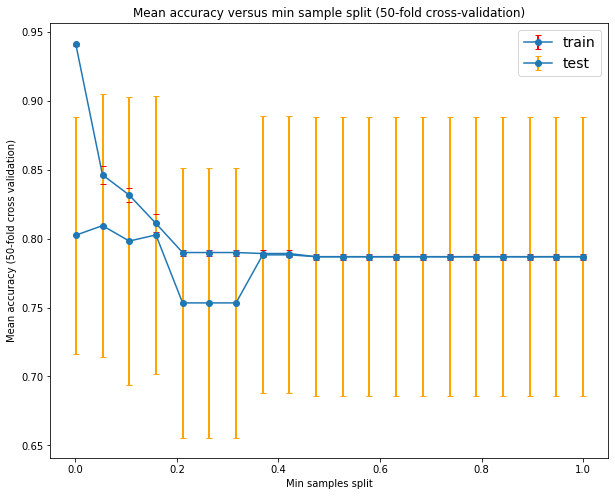 Mean accuracy versus min sample split (50-fold cross-validation)
train
test
Mean accuracy (50-fold cross validation)
0.95
0.90
0.85
0.80
0.75
0.70
0.65
0.0 0.2 0.4 0.6 0.8 1.0
Min samples split